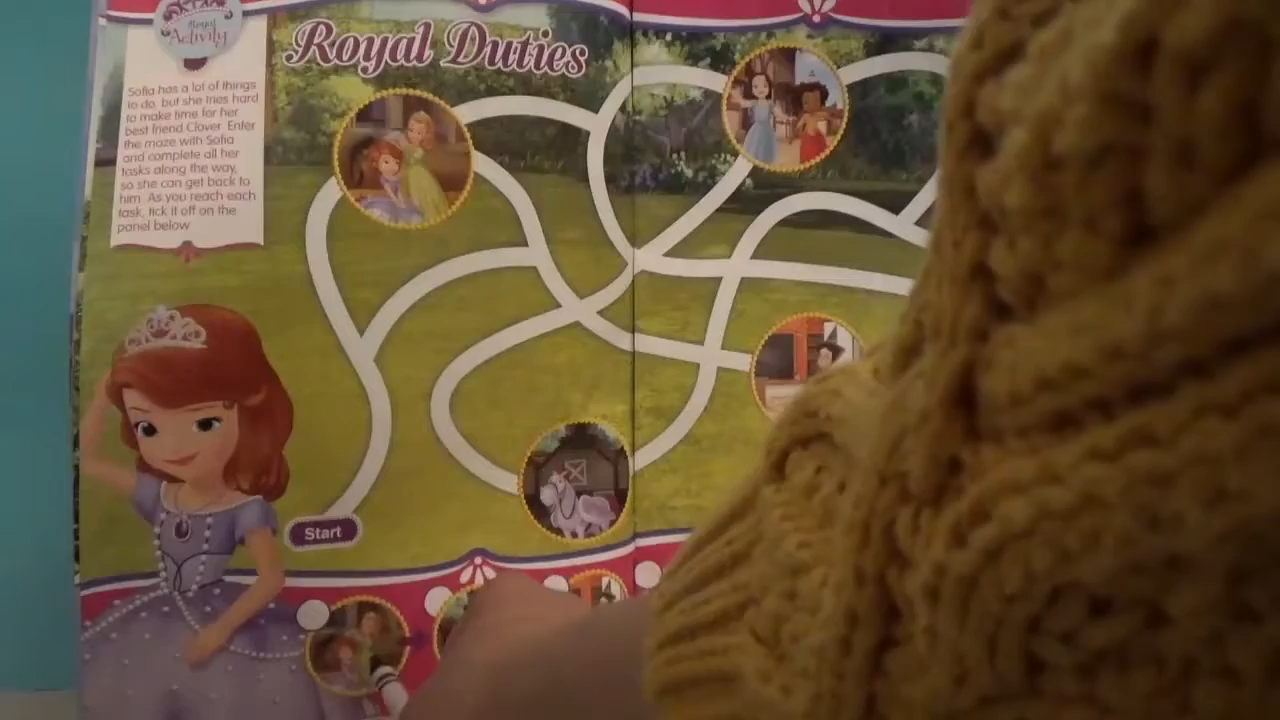 Royal
Activity
Royal Duties
Sofia has a lot of things
to do, but she tries hard
to make time for her
best friend Clover. Enter
the maze with Sofia
and complete all her
tasks along the way,
so she can get back to
him. As you reach each
task, tick it off on the
panel below
Start